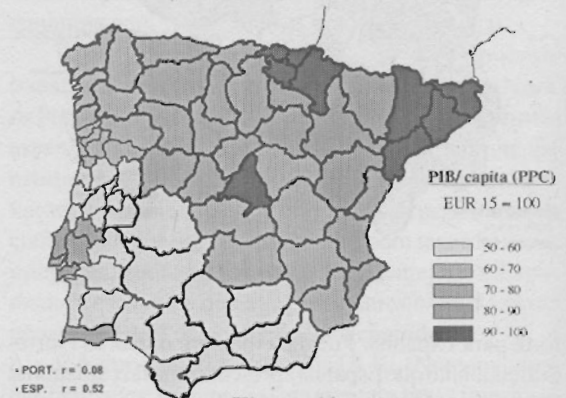 PIB/ capita (PPC)
EUR 15 = 100
50 - 60
60 - 70
70 - 80
80 - 90
90 - 100
· PORT. r = 0.08
· ESP. r = 0.52